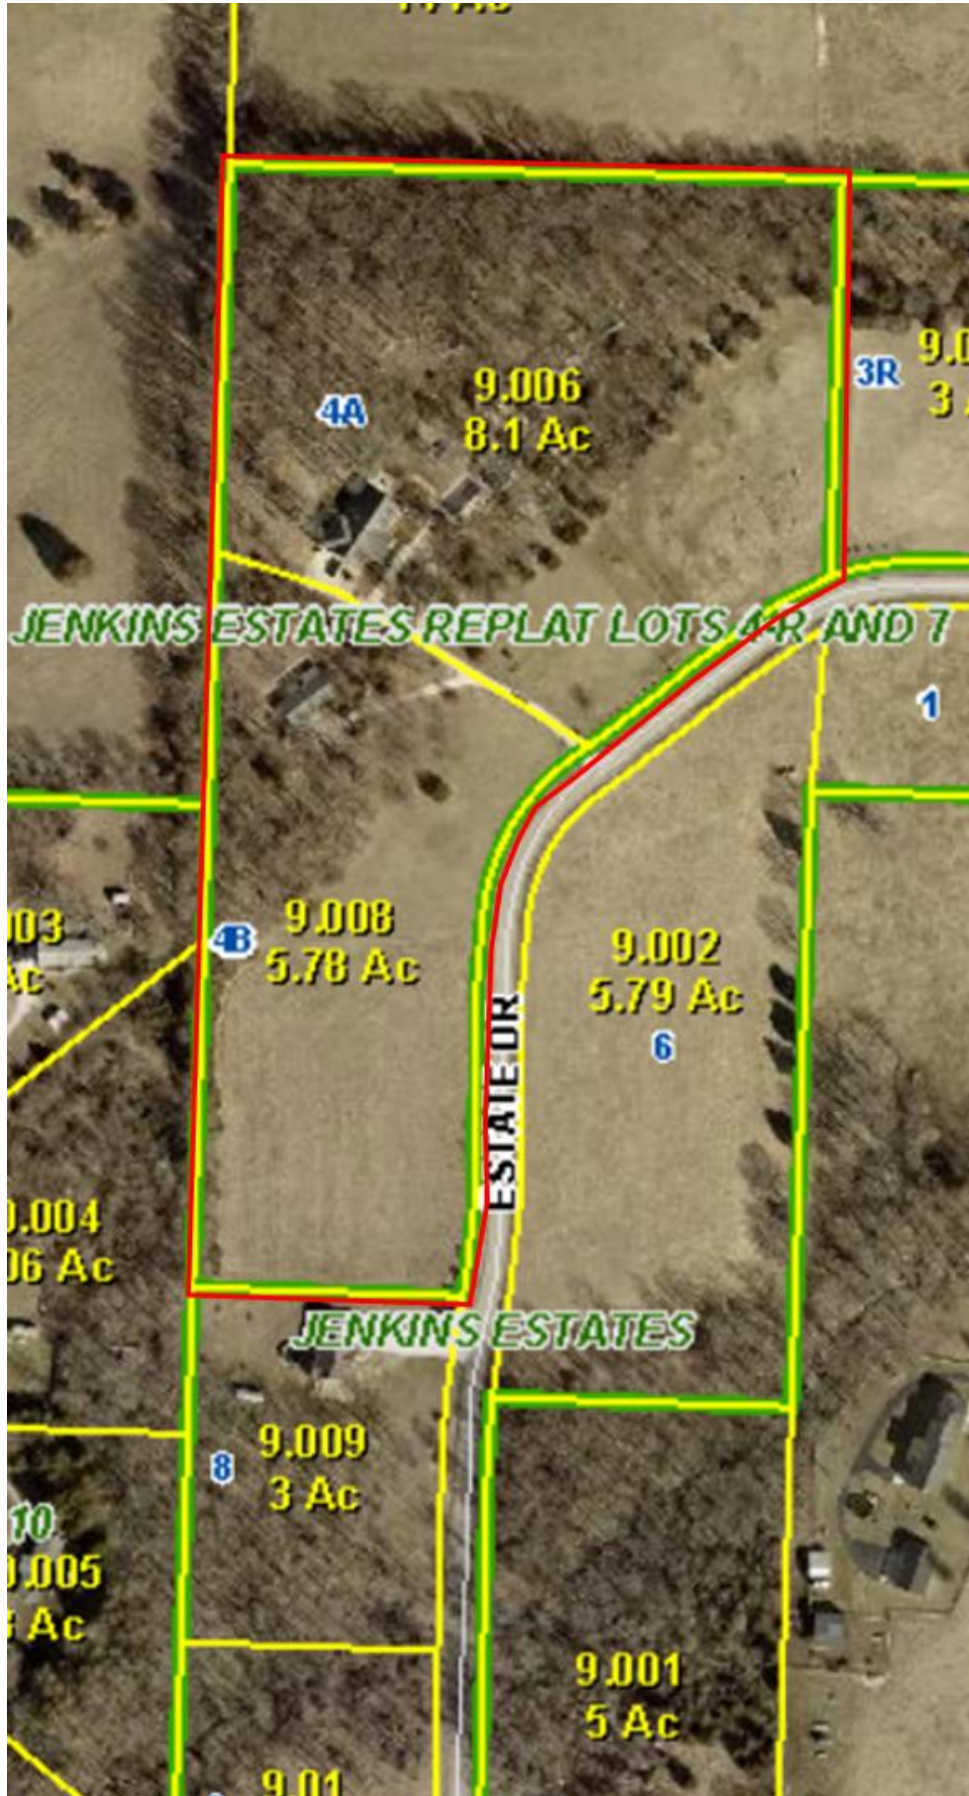 3R
9.006
8.1 Ac
4A
JENKINS ESTATES REPLAT LOTS 4-R AND 7
1
9.008
5.78 Ac
4B
9.002
5.79 Ac
6
ESTATE DR
JENKINS ESTATES
9.009
3 Ac
8
10
9.001
5 Ac
9.01